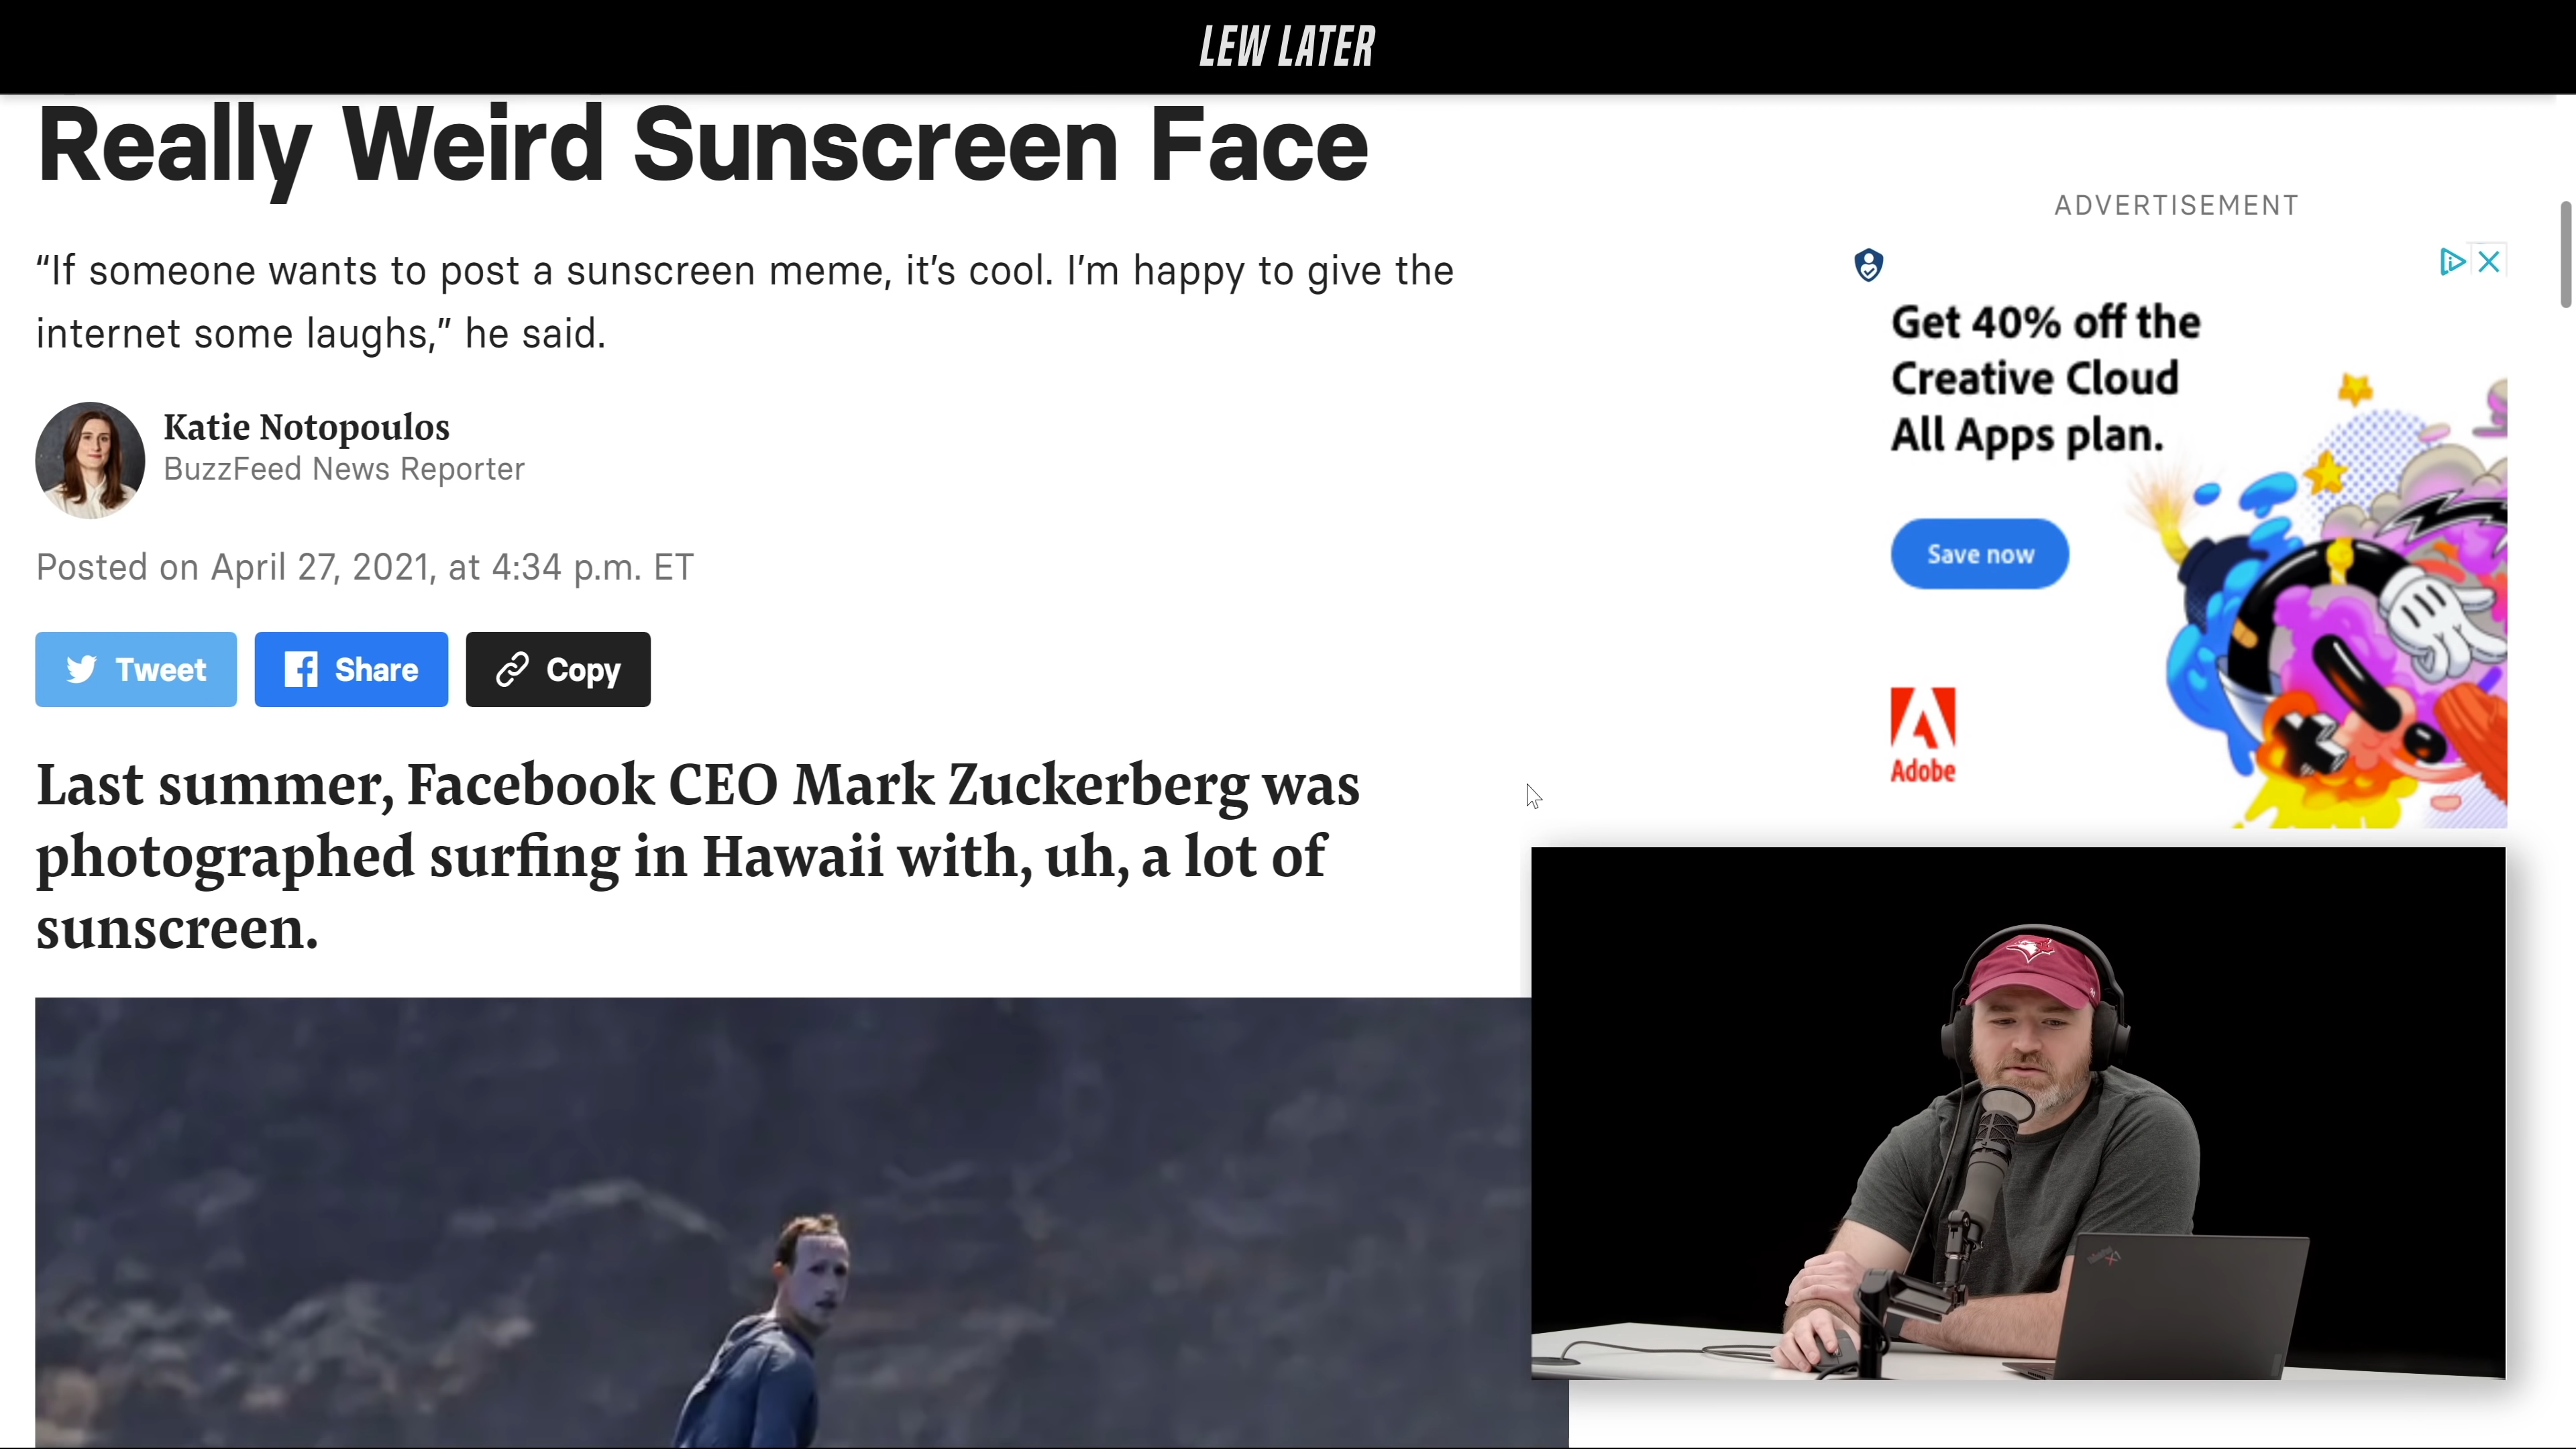 LEW LATER
Really Weird Sunscreen Face
“If someone wants to post a sunscreen meme, it’s cool. I’m happy to give the
internet some laughs,” he said.
Katie Notopoulos
BuzzFeed News Reporter
Posted on April 27, 2021, at 4:34 p.m. ET
Tweet
Share
Copy
Last summer, Facebook CEO Mark Zuckerberg was
photographed surfing in Hawaii with, uh, a lot of
sunscreen.
ADVERTISEMENT
Get 40% off the
Creative Cloud
All Apps plan.
Save now
Adobe